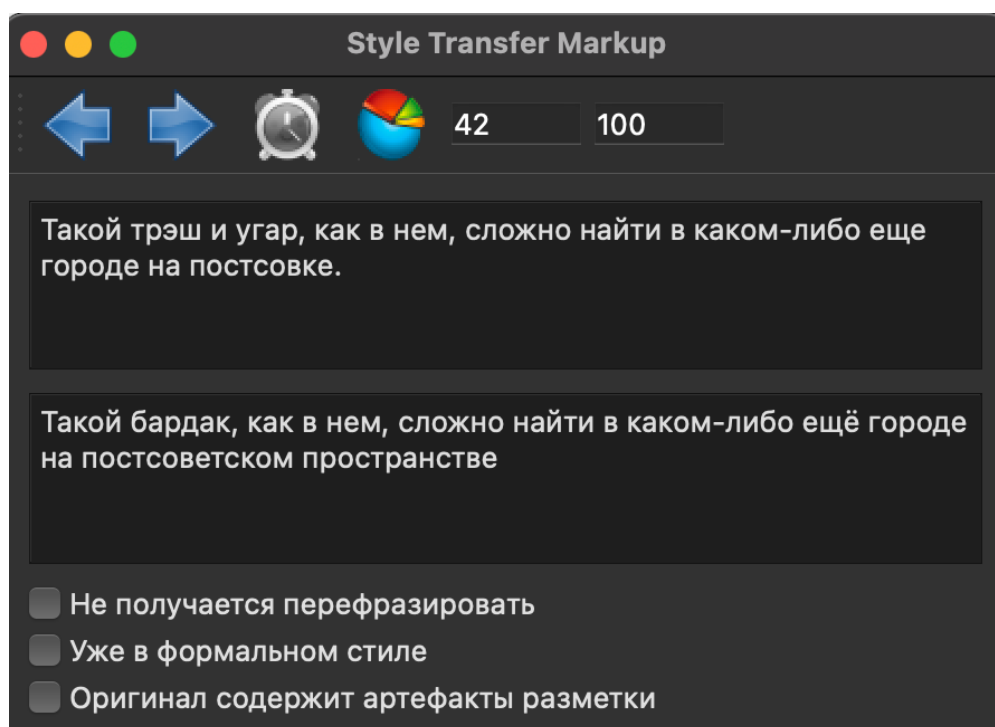 Style Transfer Markup
42 100
Такой трэш и угар, как в нем, сложно найти в каком-либо еще
городе на постсовке.
Такой бардак, как в нем, сложно найти в каком-либо ещё городе
на постсоветском пространстве
Не получается перефразировать
Уже в формальном стиле
Оригинал содержит артефакты разметки